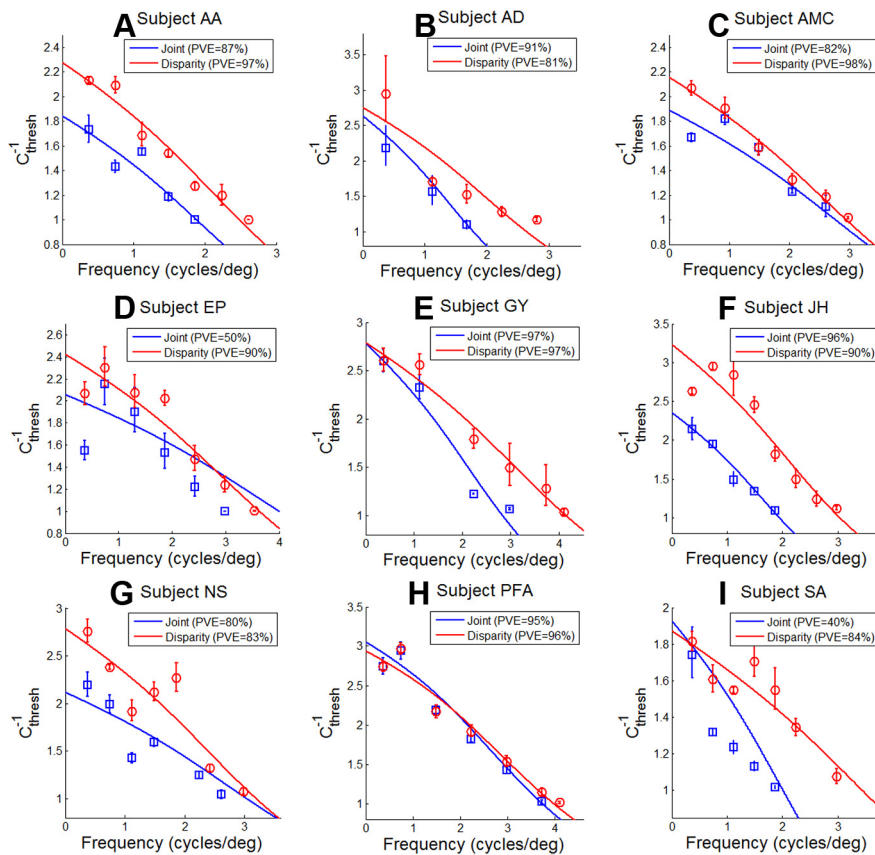 A Subject AA
Joint (PVE=87%)
Disparity (PVE=97%)
2.4
2.2
2
1.8
1.6
1.4
1.2
1
0.8
C-1thresh
0 1 2 3
Frequency (cycles/deg)
B Subject AD
Joint (PVE=91%)
Disparity (PVE=81%)
3.5
3
2.5
2
1.5
1
C-1thresh
0 1 2 3
Frequency (cycles/deg)
C Subject AMC
Joint (PVE=82%)
Disparity (PVE=98%)
2.4
2.2
2
1.8
1.6
1.4
1.2
1
0.8
C-1thresh
0 1 2 3
Frequency (cycles/deg)
D Subject EP
Joint (PVE=50%)
Disparity (PVE=90%)
2.6
2.4
2.2
2
1.8
1.6
1.4
1.2
1
0.8
C-1thresh
0 1 2 3 4
Frequency (cycles/deg)
E Subject GY
Joint (PVE=97%)
Disparity (PVE=97%)
3
2.5
2
1.5
1
C-1thresh
0 1 2 3 4
Frequency (cycles/deg)
F Subject JH
Joint (PVE=96%)
Disparity (PVE=90%)
3.5
3
2.5
2
1.5
1
C-1thresh
0 1 2 3
Frequency (cycles/deg)
G Subject NS
Joint (PVE=80%)
Disparity (PVE=83%)
3
2.5
2
1.5
1
C-1thresh
0 1 2 3
Frequency (cycles/deg)
H Subject PFA
Joint (PVE=95%)
Disparity (PVE=96%)
3.5
3
2.5
2
1.5
1
C-1thresh
0 1 2 3 4
Frequency (cycles/deg)
I Subject SA
Joint (PVE=40%)
Disparity (PVE=84%)
2
1.8
1.6
1.4
1.2
1
C-1thresh
0 1 2 3
Frequency (cycles/deg)